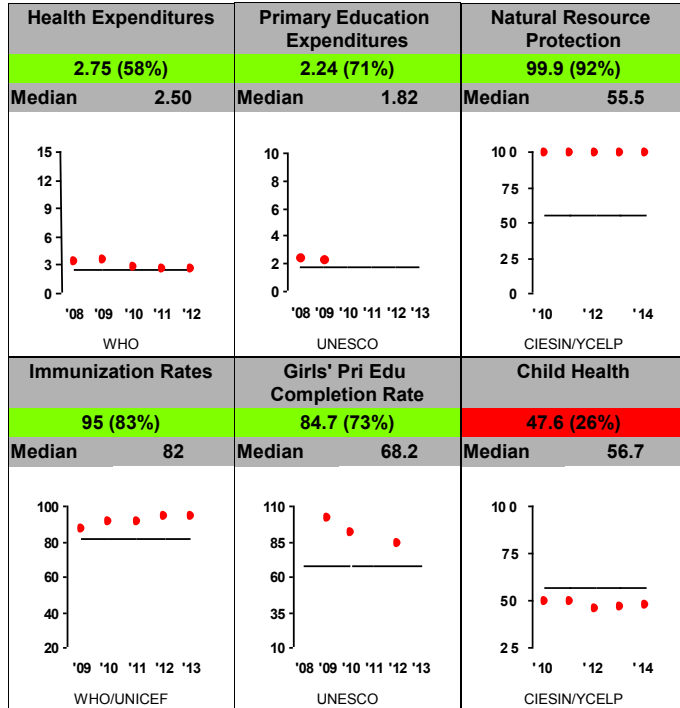 Health Expenditures
2.75 (58%)
Median 2.50
15
12
9
6
3
0
'08 '09 '10 '11 '12
WHO
Primary Education
Expenditures
2.24 (71%)
Median 1.82
10
8
6
4
2
0
'08 '09 '10 '11 '12 '13
UNESCO
Natural Resource
Protection
99.9 (92%)
Median 55.5
100
75
50
25
0
'10 '12 '14
CIESIN/YCELP
Immunization Rates
95 (83%)
Median 82
100
80
60
40
20
'09 '10 '11 '12 '13
WHO/UNICEF
Girls' Pri Edu
Completion Rate
84.7 (73%)
Median 68.2
110
85
60
35
10
'08 '09 '10 '11 '12 '13
UNESCO
Child Health
47.6 (26%)
Median 56.7
100
75
50
25
'10 '12 '14
CIESIN/YCELP